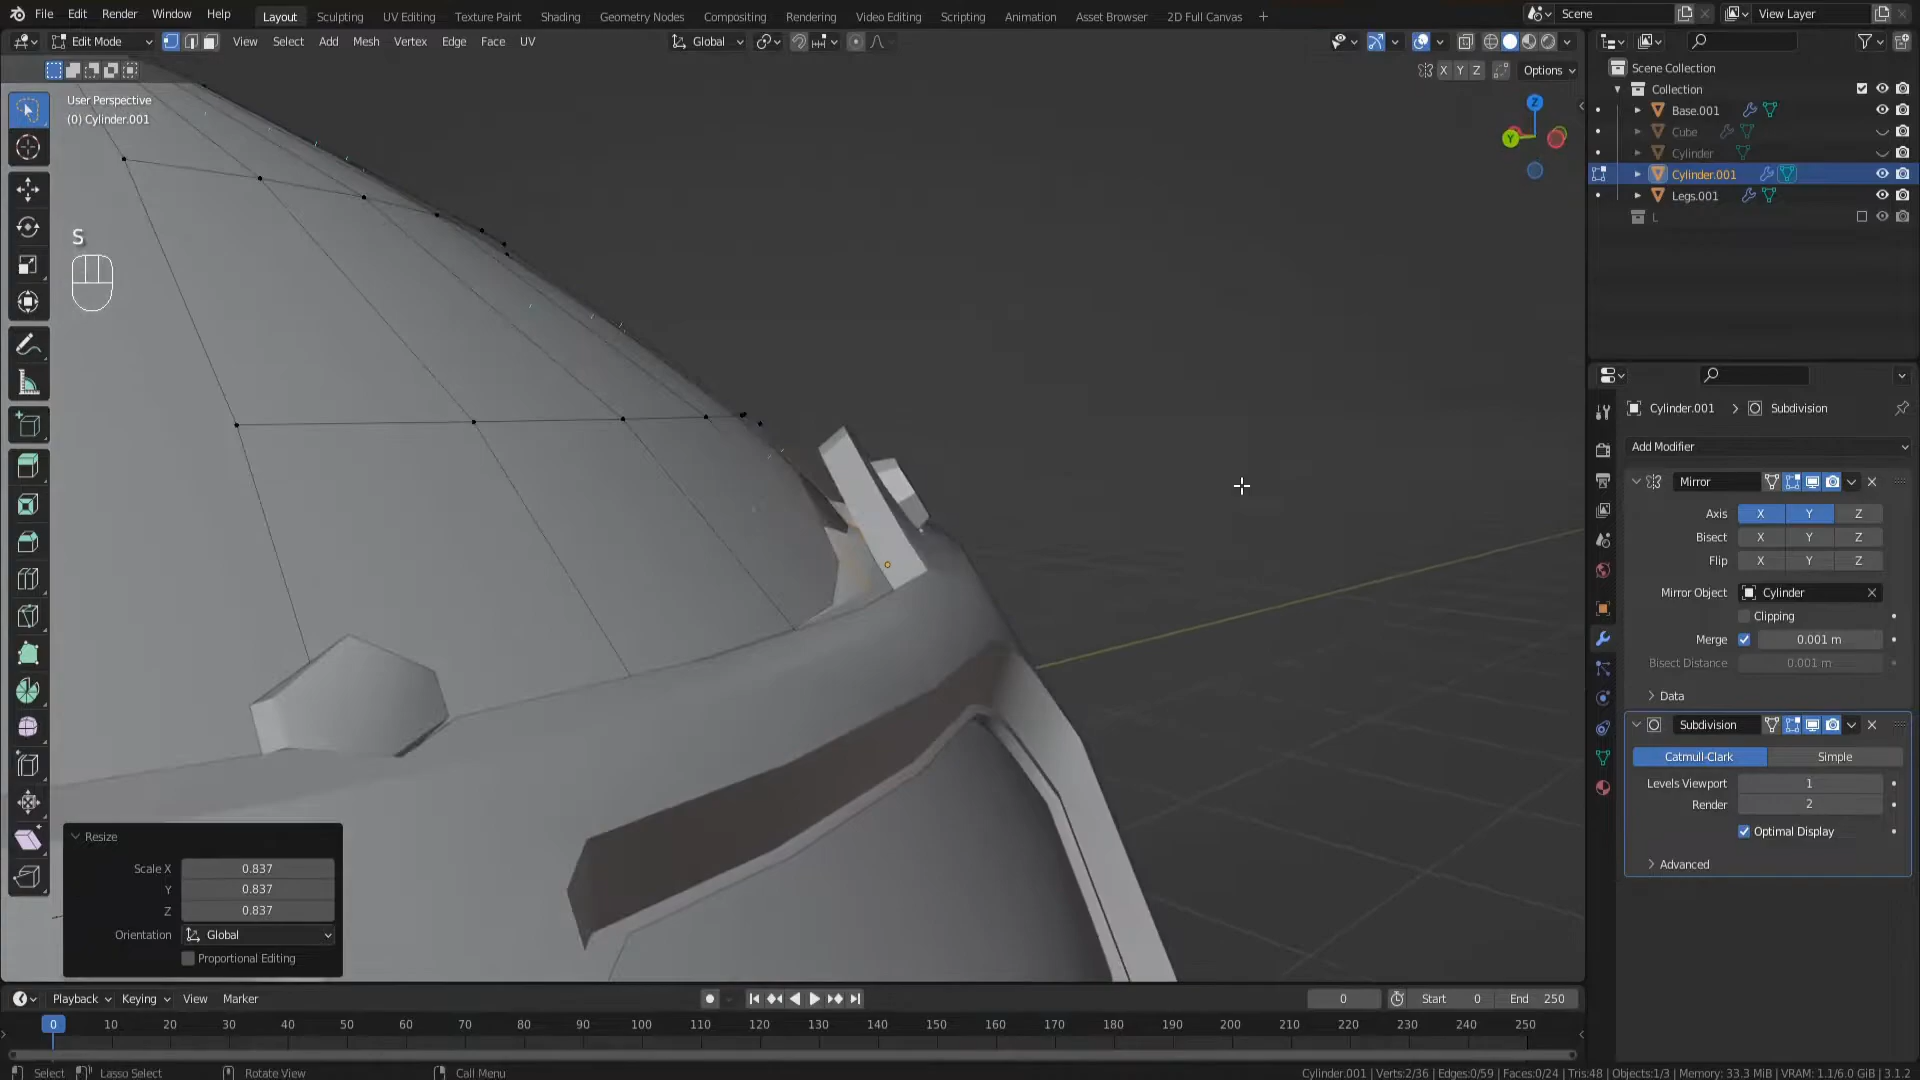 File Edit Render Window Help
Layout Sculpting UV Editing Texture Paint Shading Geometry Nodes Compositing Rendering Video Editing Scripting Animation Asset Browser 2D Full Canvas +
Scene
View Layer
Edit Mode View Select Add Mesh Vertex Edge Face UV
Global
X Y Z Options
User Perspective
(0) Cylinder.001
S
Z
Y
Resize
Scale X 0.837
Y 0.837
Z 0.837
Orientation Global
Proportional Editing
Scene Collection
Collection
Base.001
Cube
Cylinder
Cylinder.001
Legs.001
L
Cylinder.001 > Subdivision
Add Modifier
Mirror
Axis X Y Z
Bisect X Y Z
Flip X Y Z
Mirror Object Cylinder
Clipping
Merge 0.001 m
Bisect Distance 0.001 m
Data
Subdivision
Catmull-Clark Simple
Levels Viewport 1
Render 2
Optimal Display
Advanced
Playback Keying View Marker
0 Start 0 End 250
0 10 20 30 40 50 60 70 80 90 100 110 120 130 140 150 160 170 180 190 200 210 220 230 240 250
Select Lasso Select Rotate View Call Menu
Cylinder.001 | Verts:2/36 | Edges:0/59 | Faces:0/24 | Tris:48 | Objects:1/3 | Memory: 33.3 MiB | VRAM: 1.1/6.0 GiB | 3.1.2